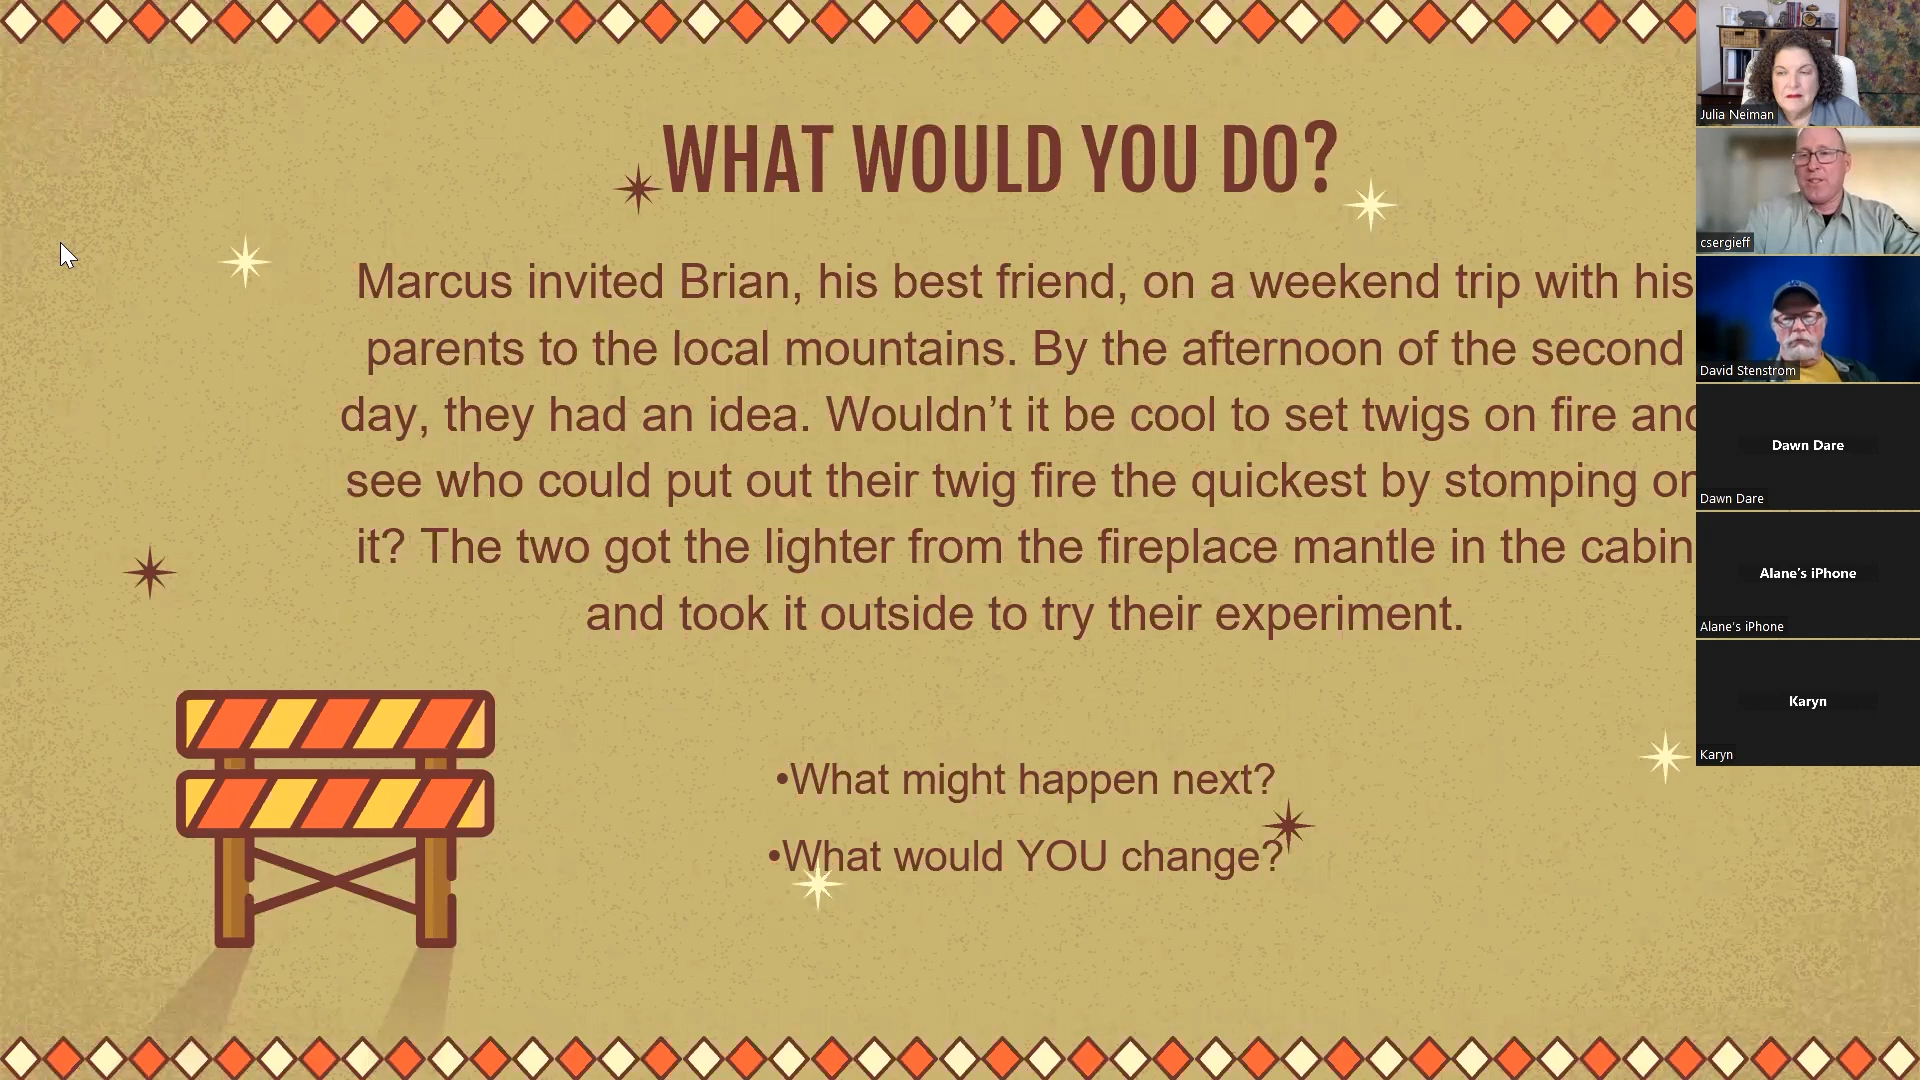 WHAT WOULD YOU DO?
Marcus invited Brian, his best friend, on a weekend trip with his
parents to the local mountains. By the afternoon of the second
day, they had an idea. Wouldn’t it be cool to set twigs on fire and
see who could put out their twig fire the quickest by stomping on
it? The two got the lighter from the fireplace mantle in the cabin
and took it outside to try their experiment.
•What might happen next?
•What would YOU change?
Julia Neiman
csergieff
David Stenstrom
Dawn Dare
Dawn Dare
Alane's iPhone
Alane's iPhone
Karyn
Karyn